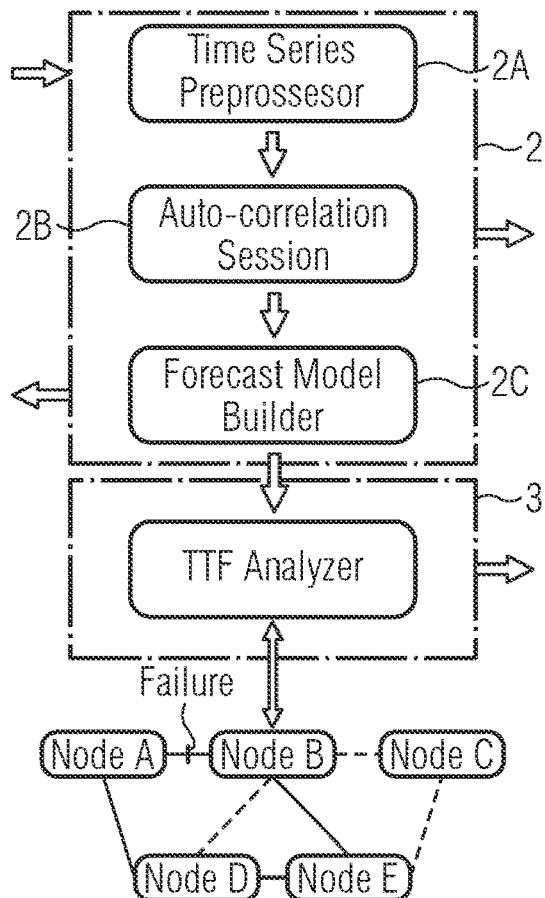 Time Series
Preprossesor
2A
2
Auto-correlation
Session
2B
Forecast Model
Builder
2C
3
TTF Analyzer
Failure
Node A
Node B
Node C
Node D
Node E